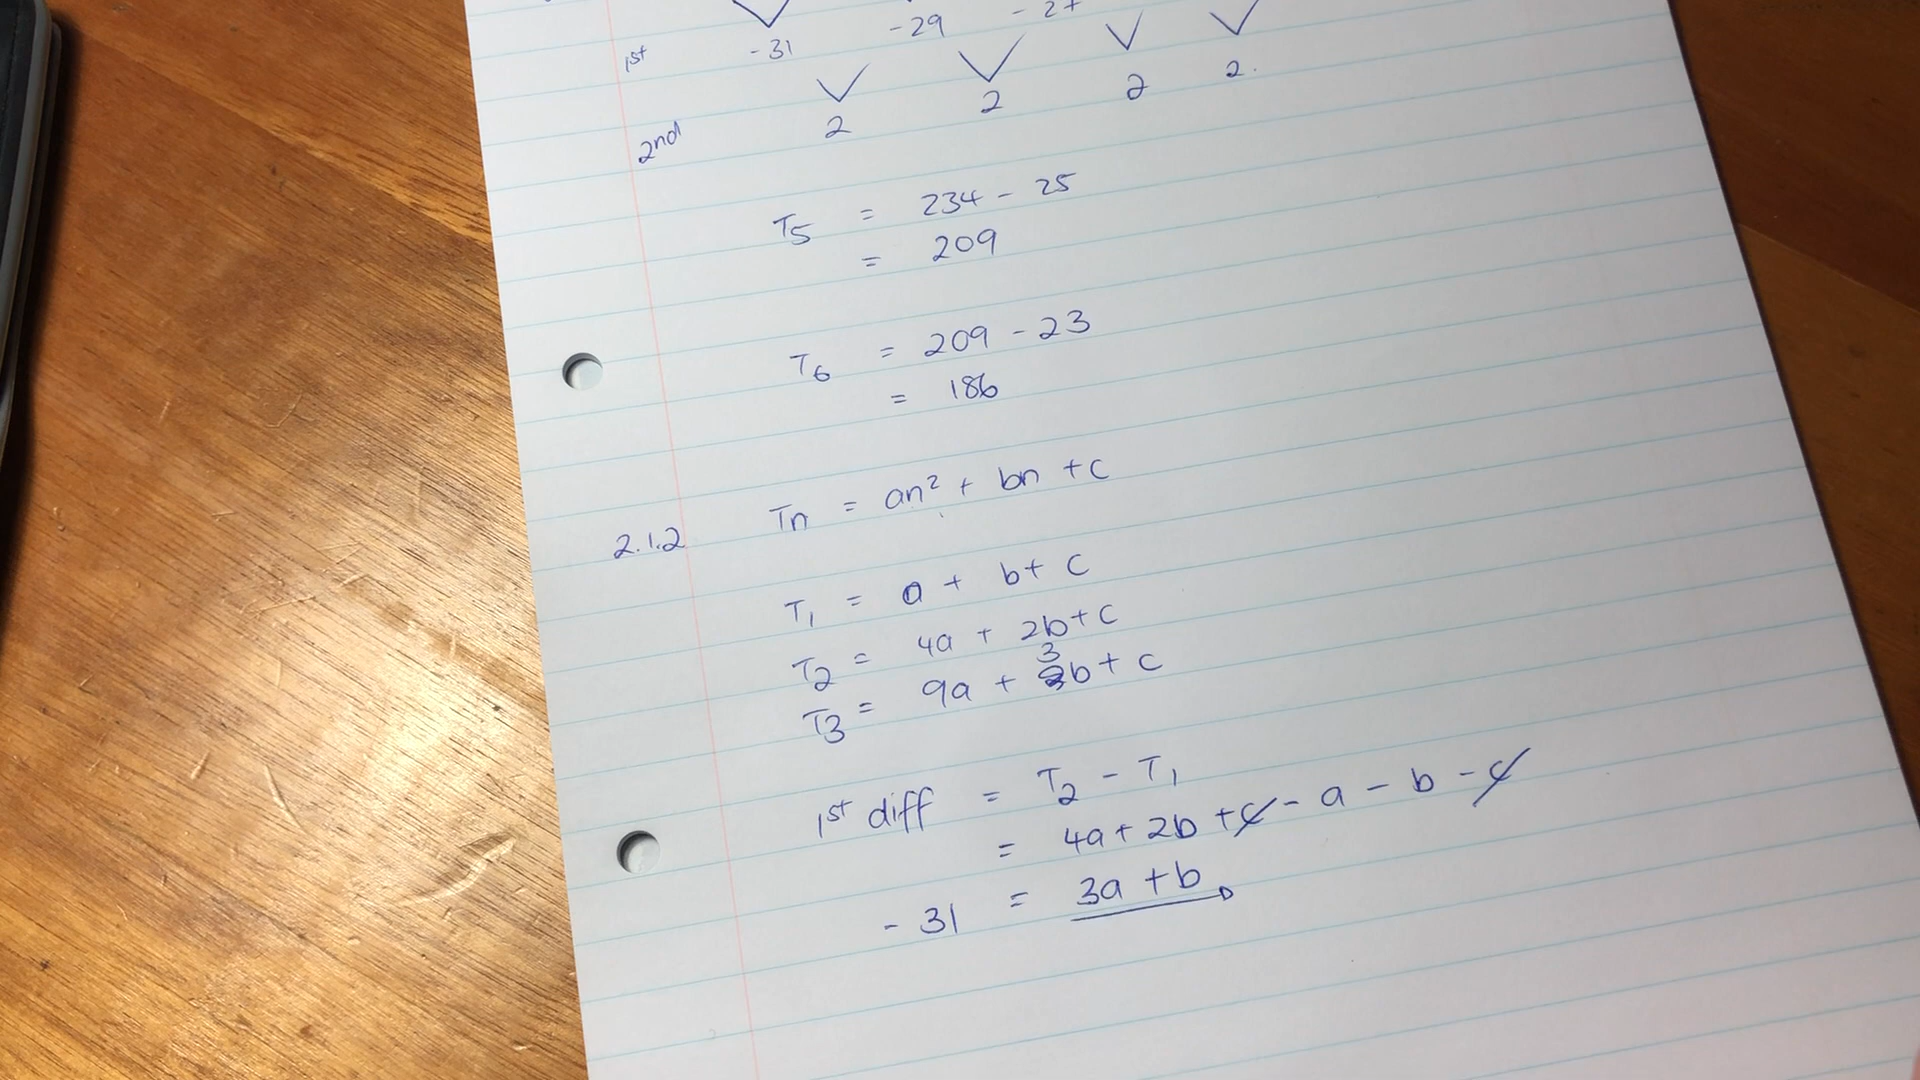 1st -31 -29 -27
2nd 2 2 2 2.
T5 = 234 - 25
= 209
T6 = 209 - 23
= 186
2.1.2 Tn = an² + bn + c
T1 = a + b + c
T2 = 4a + 2b + c
T3 = 9a + 3b + c
1st diff = T2 - T1
= 4a + 2b + c - a - b - c
-31 = 3a + b